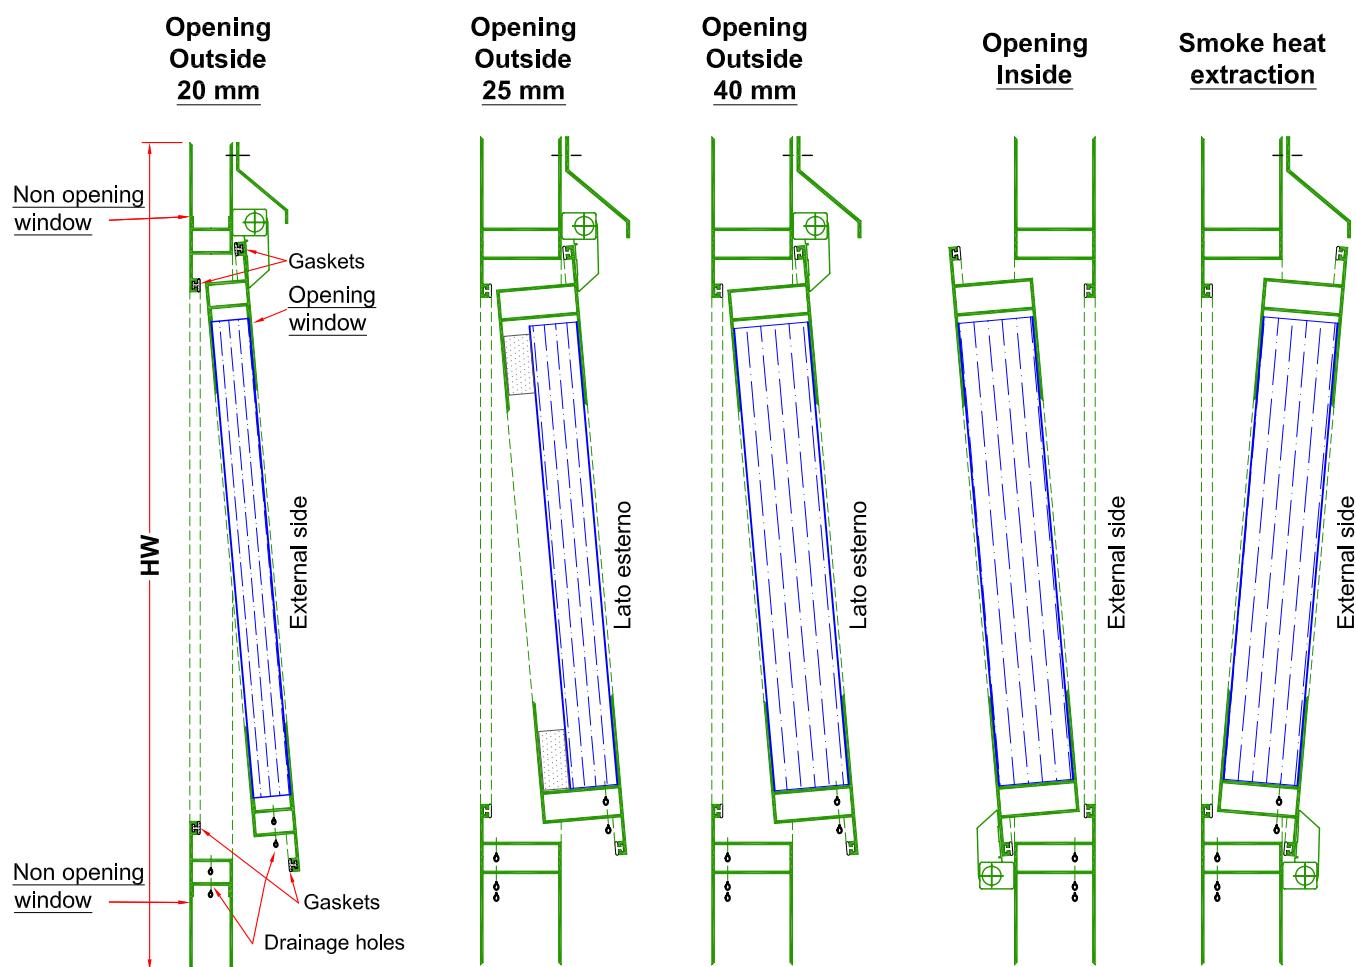 Opening
Outside
20 mm
Opening
Outside
25 mm
Opening
Outside
40 mm
Opening
Inside
Smoke heat
extraction
Non opening
window
Gaskets
Opening
window
HW
External side
Lato esterno
Lato esterno
External side
External side
Non opening
window
Gaskets
Drainage holes